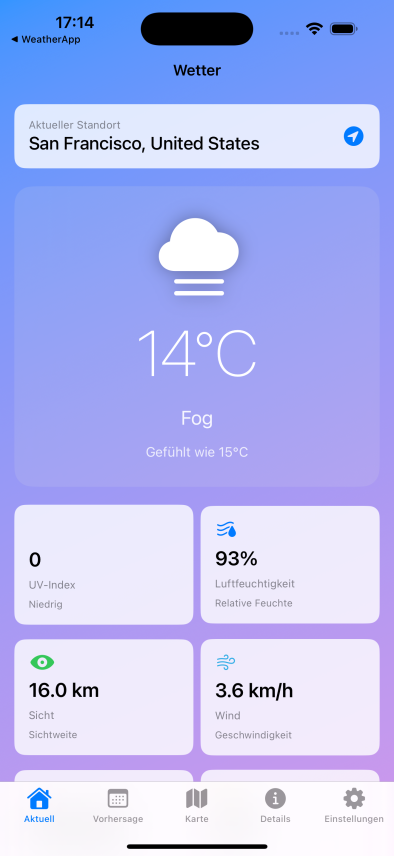 17:14
◀ WeatherApp
Wetter
Aktueller Standort
San Francisco, United States
14°C
Fog
Gefühlt wie 15°C
0
UV-Index
Niedrig
93%
Luftfeuchtigkeit
Relative Feuchte
16.0 km
Sicht
Sichtweite
3.6 km/h
Wind
Geschwindigkeit
Aktuell
Vorhersage
Karte
Details
Einstellungen